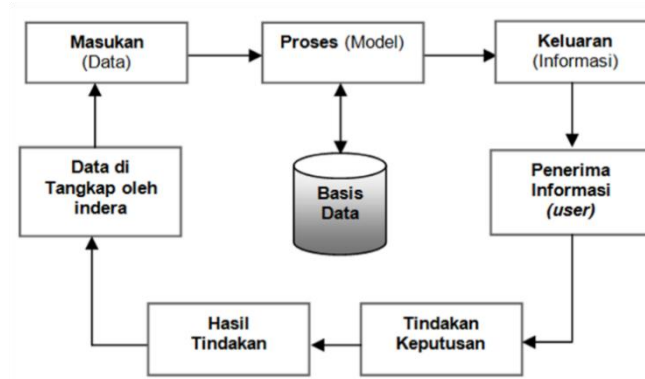 Masukan
(Data)
Proses (Model)
Keluaran
(Informasi)
Data di
Tangkap oleh
indera
Basis
Data
Penerima
Informasi
(user)
Hasil
Tindakan
Tindakan
Keputusan